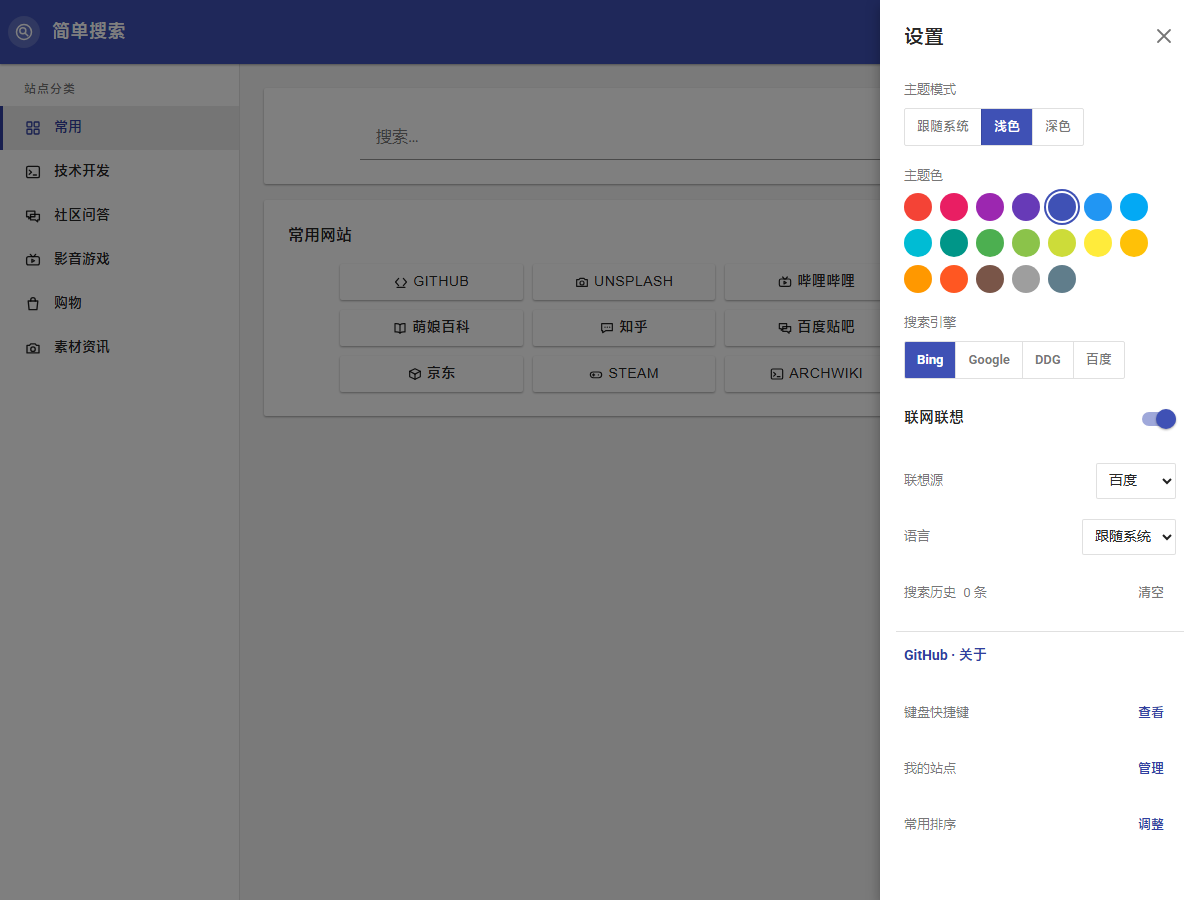 简单搜索
站点分类
常用
技术开发
社区问答
影音游戏
购物
素材资讯
搜索...
常用网站
GITHUB
UNSPLASH
哔哩哔哩
萌娘百科
知乎
百度贴吧
京东
STEAM
ARCHWIKI
设置
主题模式
跟随系统 浅色 深色
主题色
搜索引擎
Bing Google DDG 百度
联网联想
联想源 百度
语言 跟随系统
搜索历史 0 条 清空
GitHub · 关于
键盘快捷键 查看
我的站点 管理
常用排序 调整